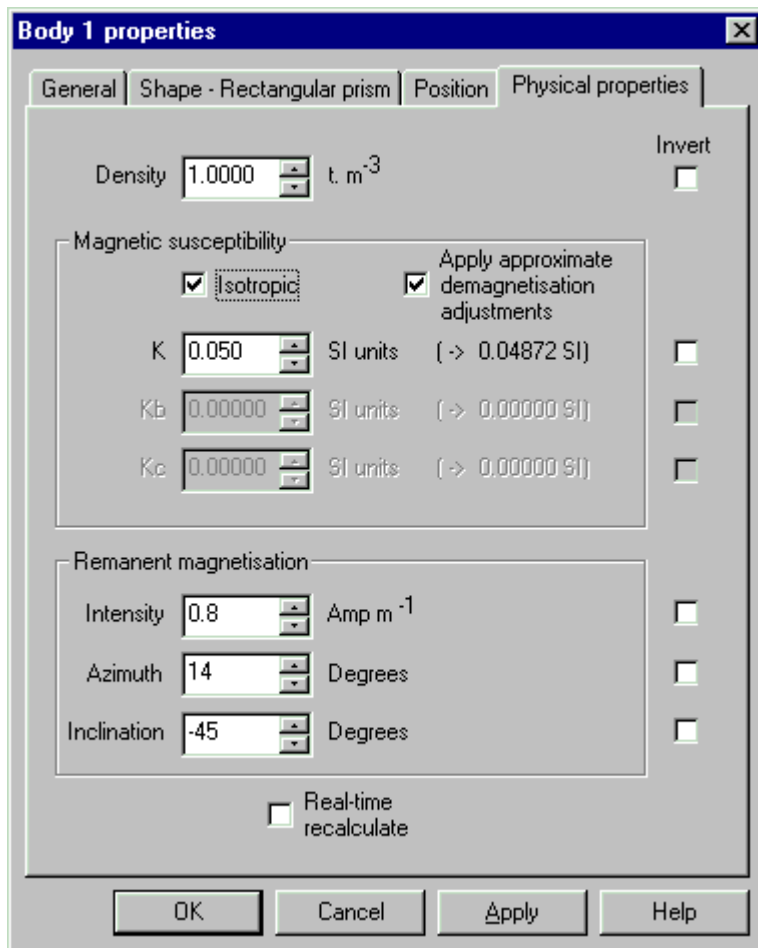 Body 1 properties
General Shape - Rectangular prism Position Physical properties
Invert
Density 1.0000 t. m-3
Magnetic susceptibility
Isotropic
Apply approximate
demagnetisation
adjustments
K 0.050 SI units ( -> 0.04872 SI)
Kb 0.00000 SI units ( -> 0.00000 SI)
Kc 0.00000 SI units ( -> 0.00000 SI)
Remanent magnetisation
Intensity 0.8 Amp m -1
Azimuth 14 Degrees
Inclination -45 Degrees
Real-time
recalculate
OK Cancel Apply Help